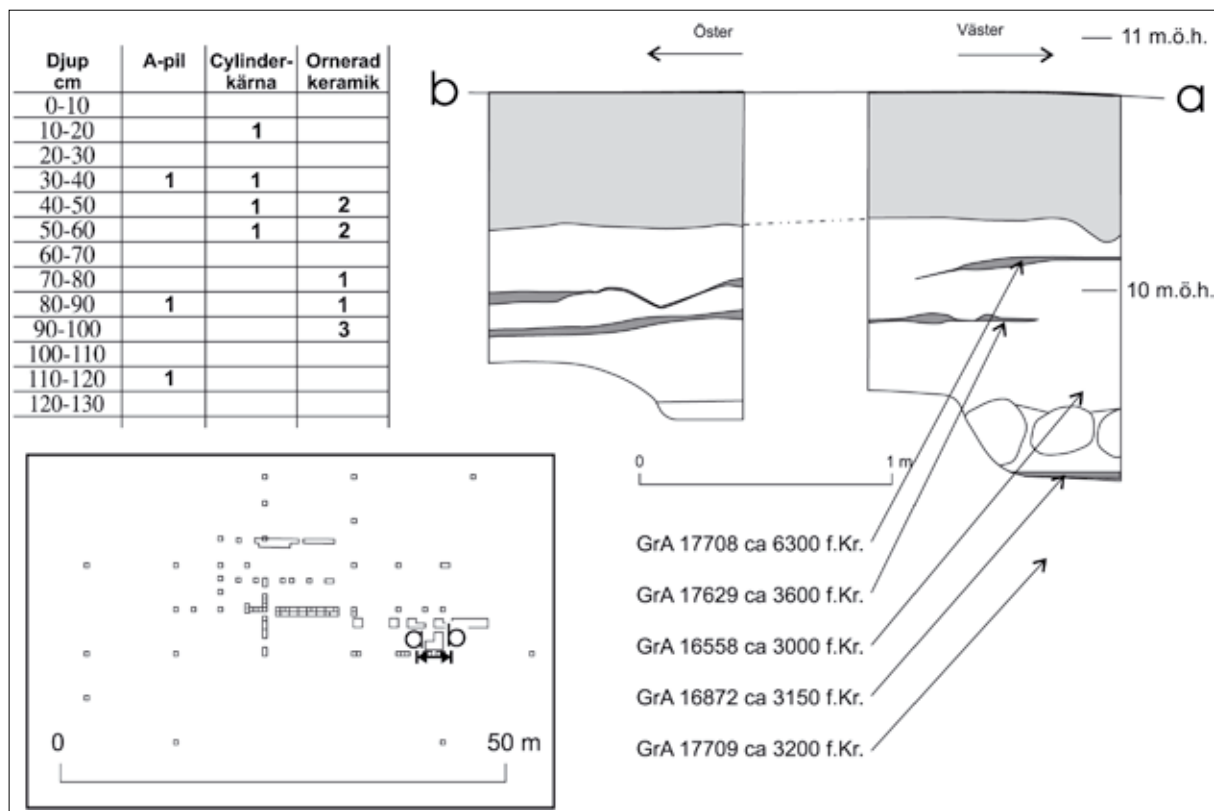 Djup cm A-pil Cylinder-kärna Ornerad keramik
0-10
10-20 1
20-30
30-40 1 1
40-50 1 2
50-60 1 2
60-70
70-80 1
80-90 1 1
90-100 3
100-110
110-120 1
120-130
Öster
Väster
11 m.ö.h.
b
a
10 m.ö.h.
0 1 m
GrA 17708 ca 6300 f.Kr.
GrA 17629 ca 3600 f.Kr.
GrA 16558 ca 3000 f.Kr.
GrA 16872 ca 3150 f.Kr.
GrA 17709 ca 3200 f.Kr.
a b
0 50 m